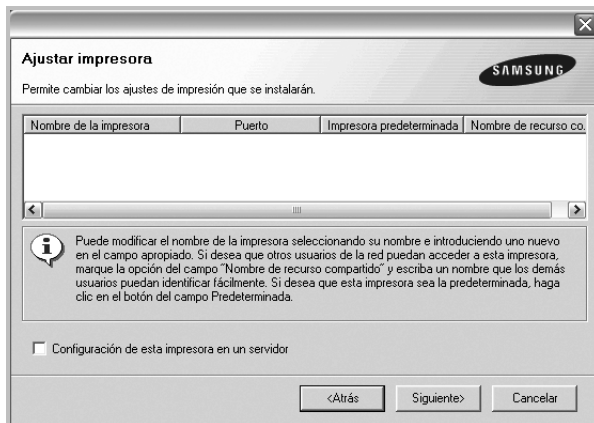 Ajustar impresora
SAMSUNG
Permite cambiar los ajustes de impresión que se instalarán.
Nombre de la impresora Puerto Impresora predeterminada Nombre de recurso co.
Puede modificar el nombre de la impresora seleccionando su nombre e introduciendo uno nuevo
en el campo apropiado. Si desea que otros usuarios de la red puedan acceder a esta impresora,
marque la opción del campo "Nombre de recurso compartido" y escriba un nombre que los demás
usuarios puedan identificar fácilmente. Si desea que esta impresora sea la predeterminada, haga
clic en el botón del campo Predeterminada.
Configuración de esta impresora en un servidor
<Atrás Siguiente> Cancelar